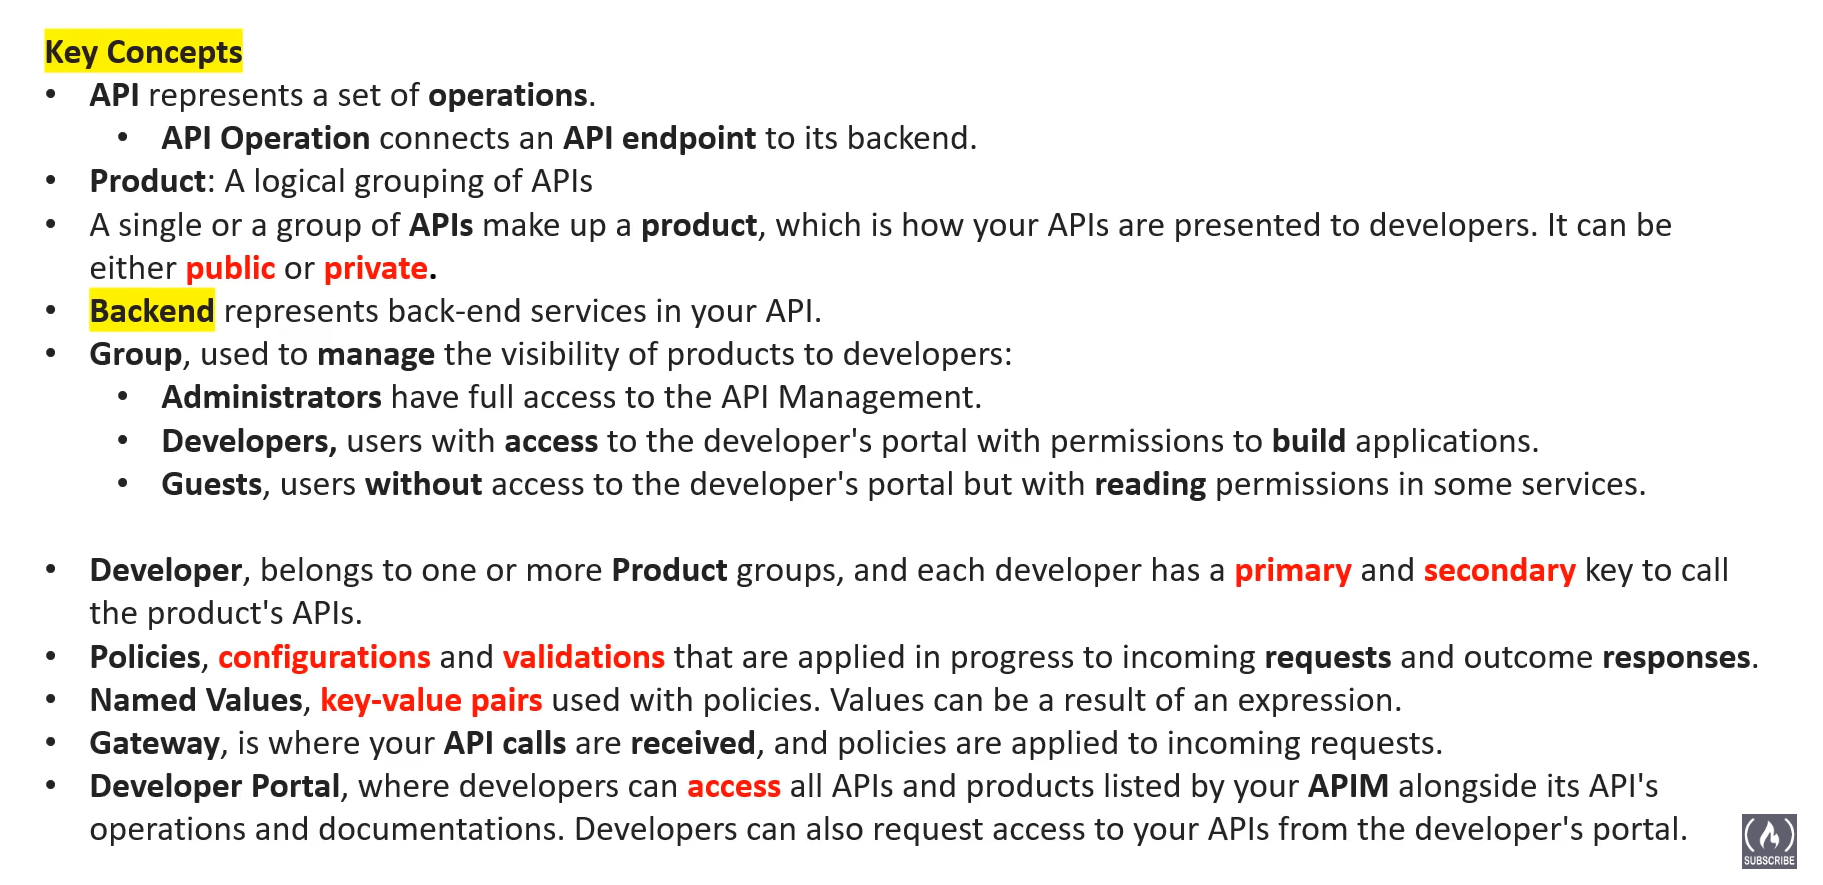 Key Concepts
• API represents a set of operations.
• API Operation connects an API endpoint to its backend.
• Product: A logical grouping of APIs
• A single or a group of APIs make up a product, which is how your APIs are presented to developers. It can be
either public or private.
• Backend represents back-end services in your API.
• Group, used to manage the visibility of products to developers:
• Administrators have full access to the API Management.
• Developers, users with access to the developer's portal with permissions to build applications.
• Guests, users without access to the developer's portal but with reading permissions in some services.
• Developer, belongs to one or more Product groups, and each developer has a primary and secondary key to call
the product's APIs.
• Policies, configurations and validations that are applied in progress to incoming requests and outcome responses.
• Named Values, key-value pairs used with policies. Values can be a result of an expression.
• Gateway, is where your API calls are received, and policies are applied to incoming requests.
• Developer Portal, where developers can access all APIs and products listed by your APIM alongside its API's
operations and documentations. Developers can also request access to your APIs from the developer's portal.
SUBSCRIBE